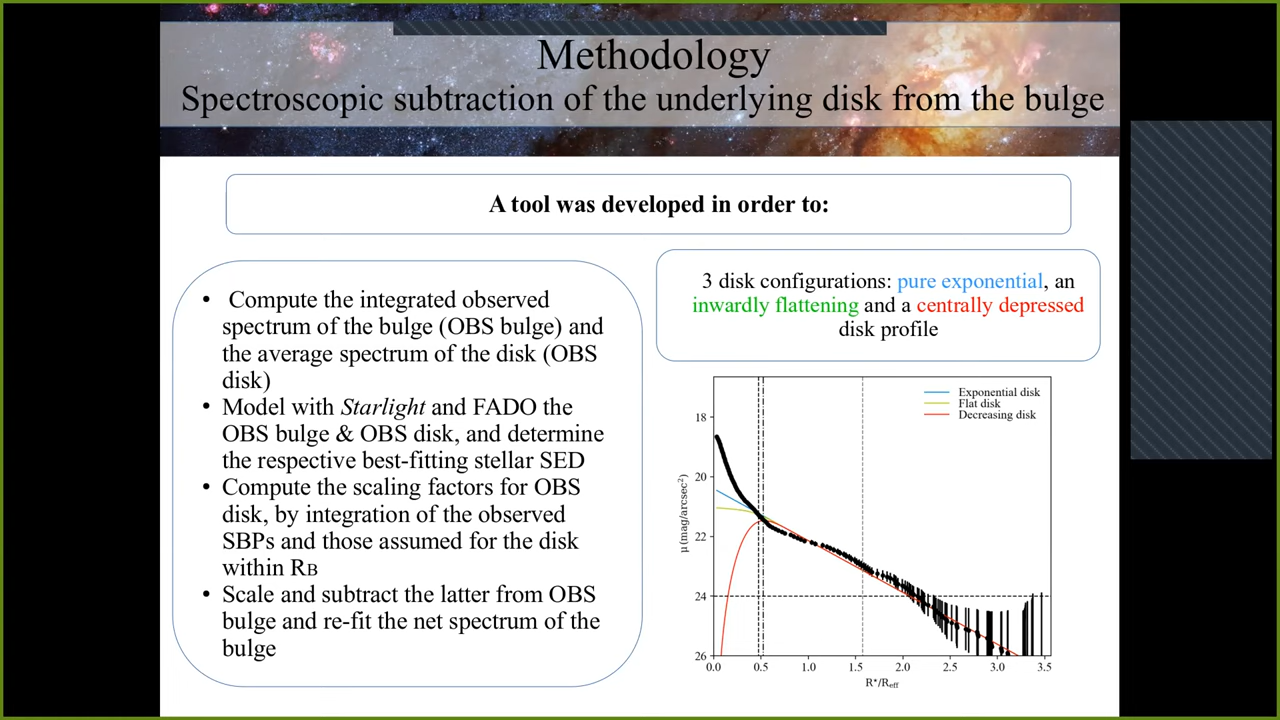 Methodology
Spectroscopic subtraction of the underlying disk from the bulge
A tool was developed in order to:
• Compute the integrated observed
spectrum of the bulge (OBS bulge) and
the average spectrum of the disk (OBS
disk)
• Model with Starlight and FADO the
OBS bulge & OBS disk, and determine
the respective best-fitting stellar SED
• Compute the scaling factors for OBS
disk, by integration of the observed
SBPs and those assumed for the disk
within RB
• Scale and subtract the latter from OBS
bulge and re-fit the net spectrum of the
bulge
3 disk configurations: pure exponential, an
inwardly flattening and a centrally depressed
disk profile
Exponential disk
Flat disk
Decreasing disk
18
20
22
24
26
μ(mag/arcsec²)
0.0 0.5 1.0 1.5 2.0 2.5 3.0 3.5
R*/Reff